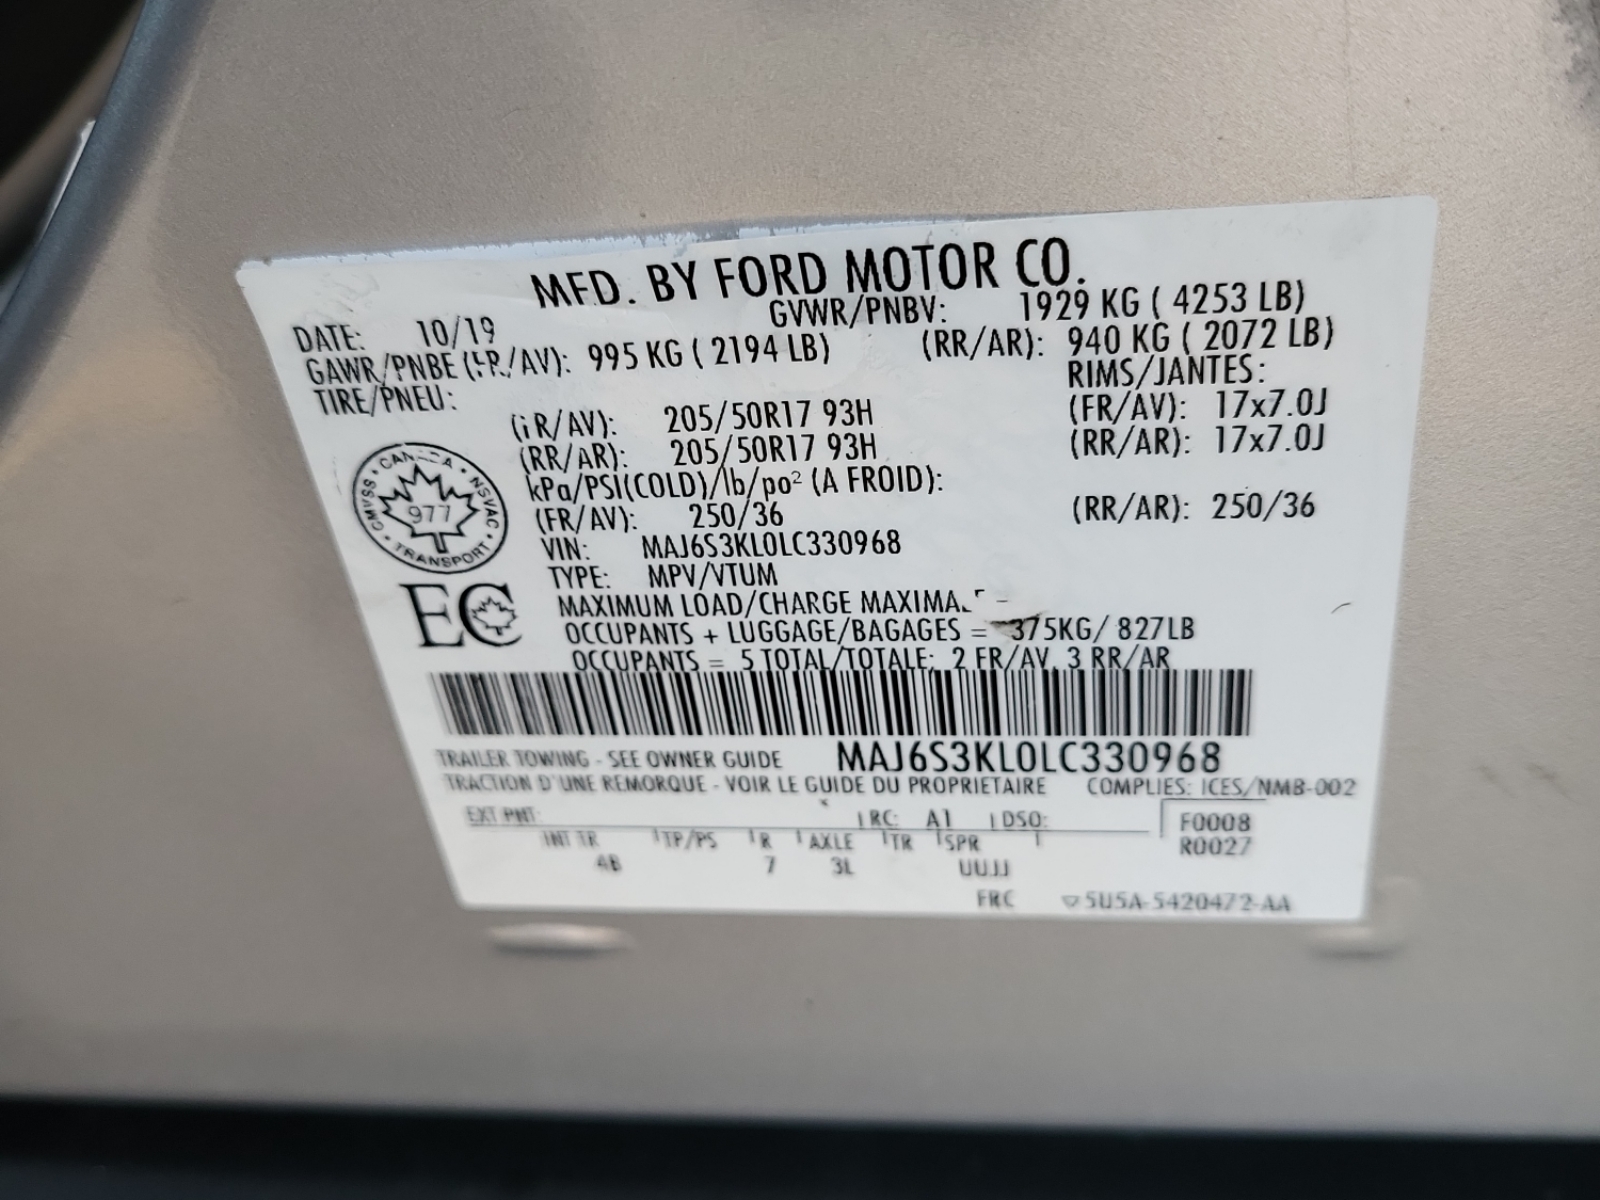 MFD. BY FORD MOTOR CO.
DATE: 10/19 GVWR/PNBV: 1929 KG ( 4253 LB)
GAWR/PNBE (FR./AV): 995 KG ( 2194 LB) (RR/AR): 940 KG ( 2072 LB)
TIRE/PNEU: RIMS/JANTES:
(FR/AV): 205/50R17 93H (FR/AV): 17x7.0J
(RR/AR): 205/50R17 93H (RR/AR): 17x7.0J
kPa/PSI(COLD)/lb/po² (A FROID):
(FR/AV): 250/36 (RR/AR): 250/36
VIN: MAJ6S3KL0LC330968
TYPE: MPV/VTUM
MAXIMUM LOAD/CHARGE MAXIMALE -
OCCUPANTS + LUGGAGE/BAGAGES = 375KG/ 827LB
OCCUPANTS = 5 TOTAL/TOTALE: 2 FR/AV, 3 RR/AR
CANADA
CMVSS · NSVAC
977
TRANSPORT
EC
TRAILER TOWING - SEE OWNER GUIDE MAJ6S3KL0LC330968
TRACTION D'UNE REMORQUE - VOIR LE GUIDE DU PROPRIETAIRE COMPLIES: ICES/NMB-002
EXT PNT: RC: A1 DSO: F0008
INT TR TP/PS R AXLE TR SPR R0027
4B 7 3L UUJJ
FRC ▽5U5A-5420472-AA